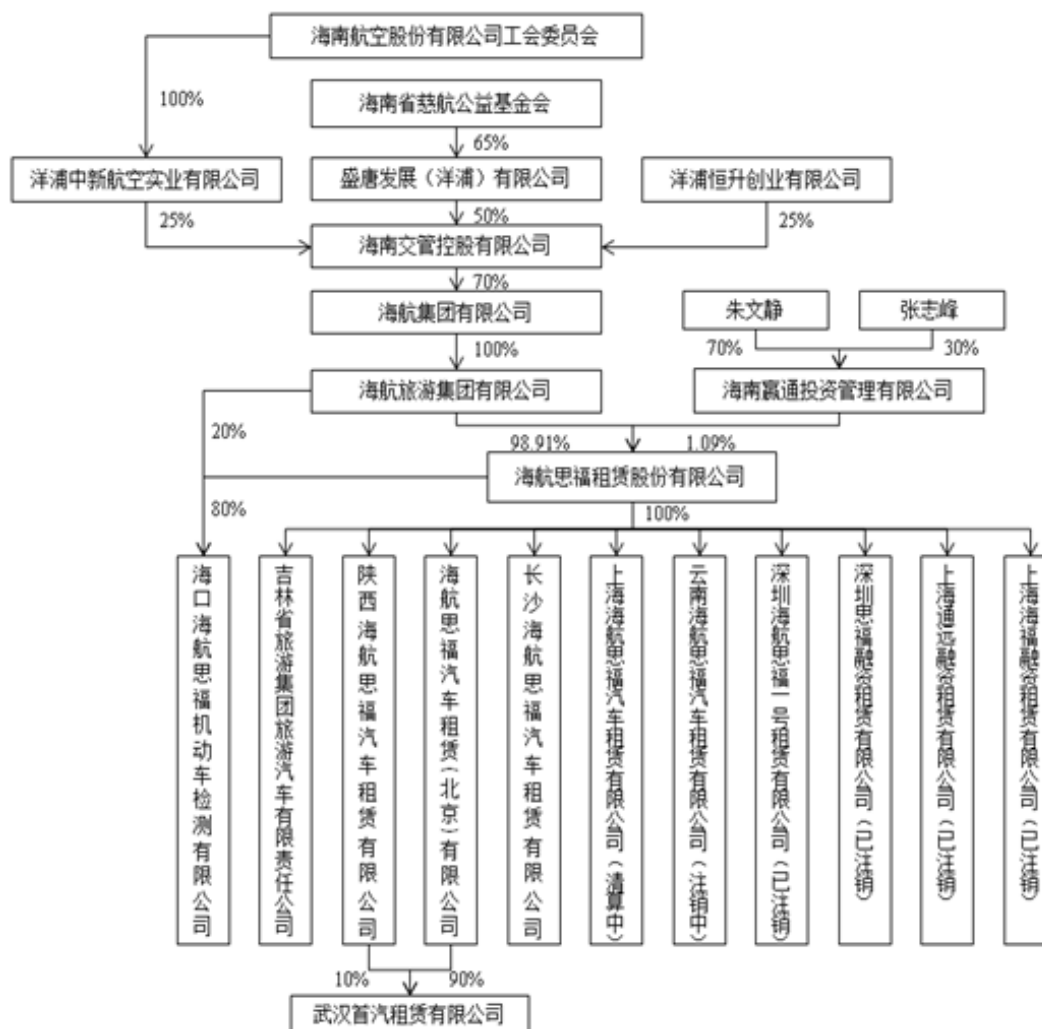 海南航空股份有限公司工会委员会
100%
海南省慈航公益基金会
65%
洋浦中新航空实业有限公司
盛唐发展（洋浦）有限公司
洋浦恒升创业有限公司
25%
50%
25%
海南交管控股有限公司
70%
海航集团有限公司
朱文静
张志峰
100%
70%
30%
海航旅游集团有限公司
海南赢通投资管理有限公司
20%
98.91%
1.09%
海航思福租赁股份有限公司
80%
100%
海口海航思福机动车检测有限公司
吉林省旅游集团旅游汽车有限责任公司
陕西海航思福汽车租赁有限公司
海航思福汽车租赁（北京）有限公司
长沙海航思福汽车租赁有限公司
上海海航思福汽车租赁有限公司（清算中）
云南海航思福汽车租赁有限公司（注销中）
深圳海航思福一号租赁有限公司（已注销）
深圳思福融资租赁有限公司（已注销）
上海通远融资租赁有限公司（已注销）
上海海福融资租赁有限公司（已注销）
10%
90%
武汉首汽租赁有限公司